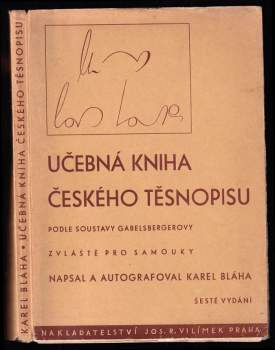 UČEBNÁ KNIHA
ČESKÉHO TĚSNOPISU
PODLE SOUSTAVY GABELSBERGEROVY
ZVLÁŠTĚ PRO SAMOUKY
NAPSAL A AUTOGRAFOVAL KAREL BLÁHA
ŠESTÉ VYDÁNÍ
NAKLADATELSTVÍ JOS. R. VILÍMEK PRAHA
KAREL BLÁHA • UČEBNÁ KNIHA ČESKÉHO TĚSNOPISU